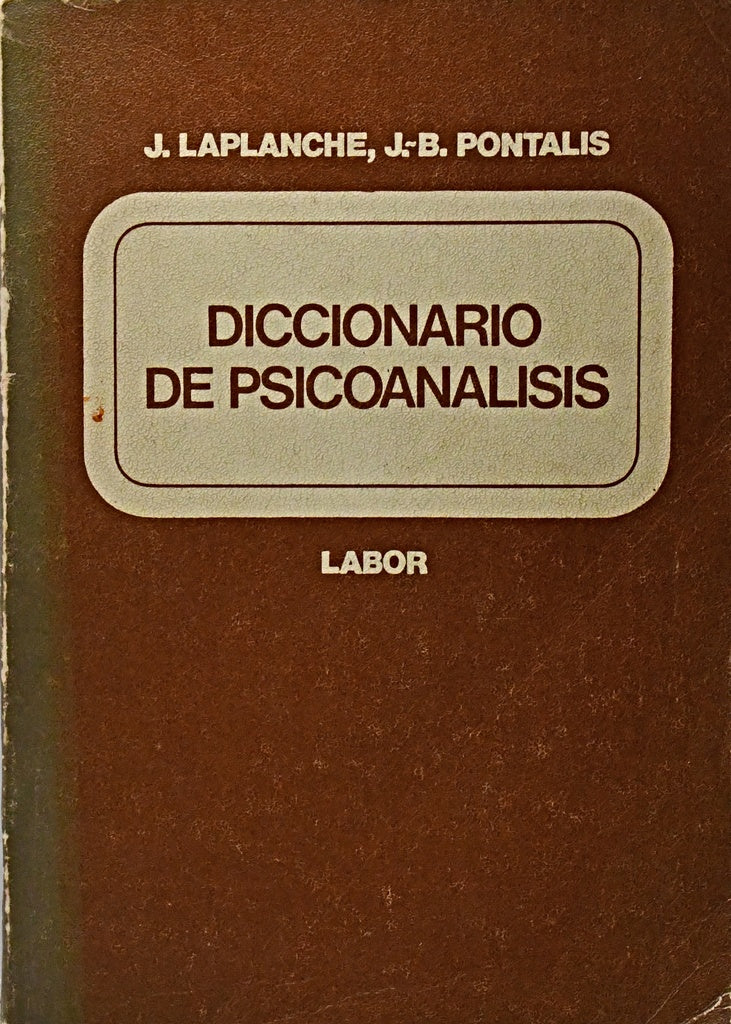 J. LAPLANCHE, J.-B. PONTALIS
DICCIONARIO
DE PSICOANALISIS
LABOR